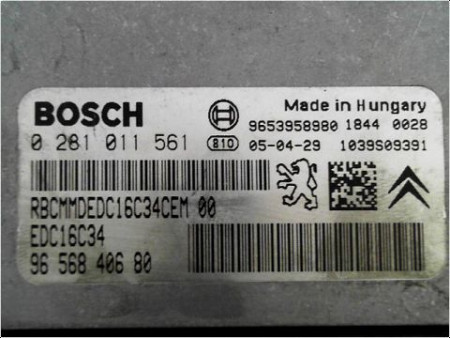 BOSCH
Made in Hungary
9653958980 1844 0028
0 281 011 561 810 05-04-29 1039S09391
RBCMMDEDC16C34CEM 00
EDC16C34
96 568 406 80